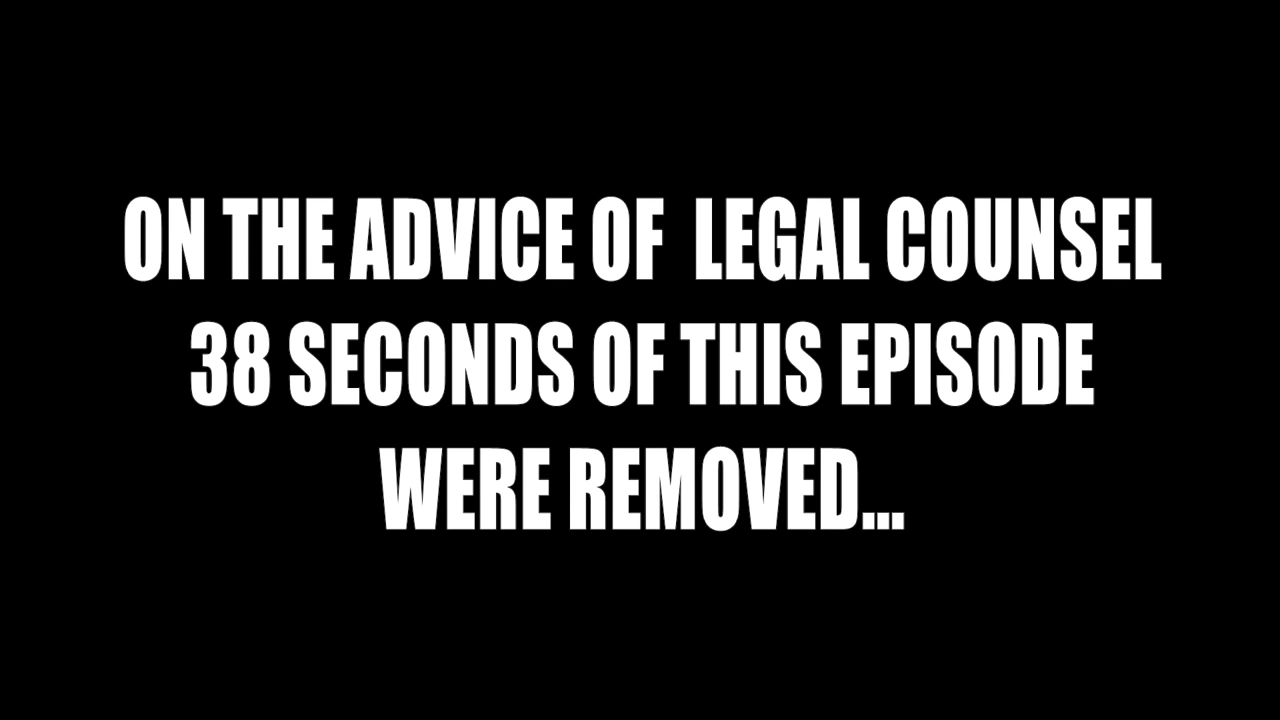 ON THE ADVICE OF LEGAL COUNSEL
38 SECONDS OF THIS EPISODE
WERE REMOVED...